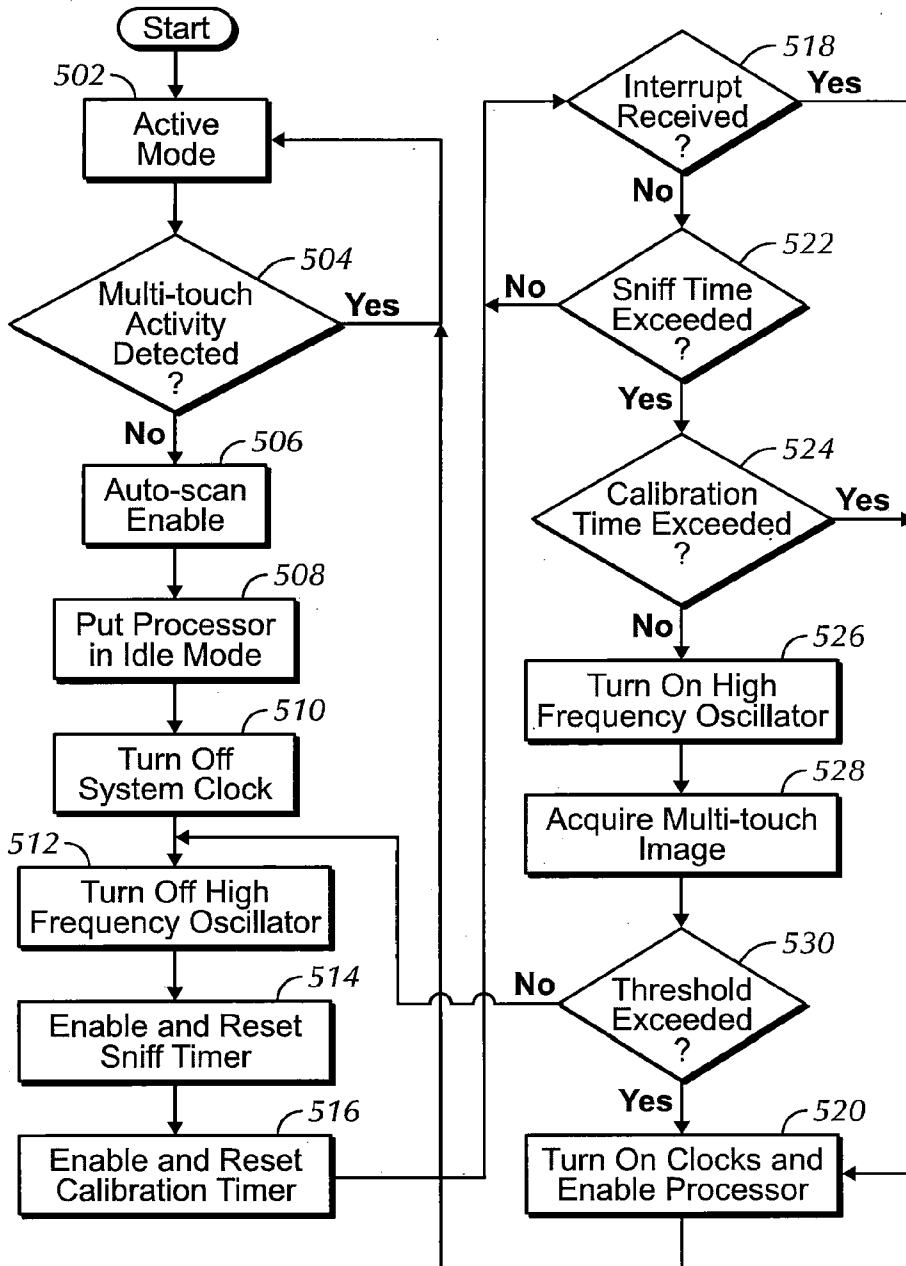 Start
502
Active
Mode
504
Multi-touch
Activity
Detected
?
Yes
No
506
Auto-scan
Enable
508
Put Processor
in Idle Mode
510
Turn Off
System Clock
512
Turn Off High
Frequency Oscillator
514
Enable and Reset
Sniff Timer
516
Enable and Reset
Calibration Timer
518
Interrupt
Received
?
Yes
No
522
Sniff Time
Exceeded
?
No
Yes
524
Calibration
Time Exceeded
?
Yes
No
526
Turn On High
Frequency Oscillator
528
Acquire Multi-touch
Image
530
Threshold
Exceeded
?
No
Yes
520
Turn On Clocks and
Enable Processor